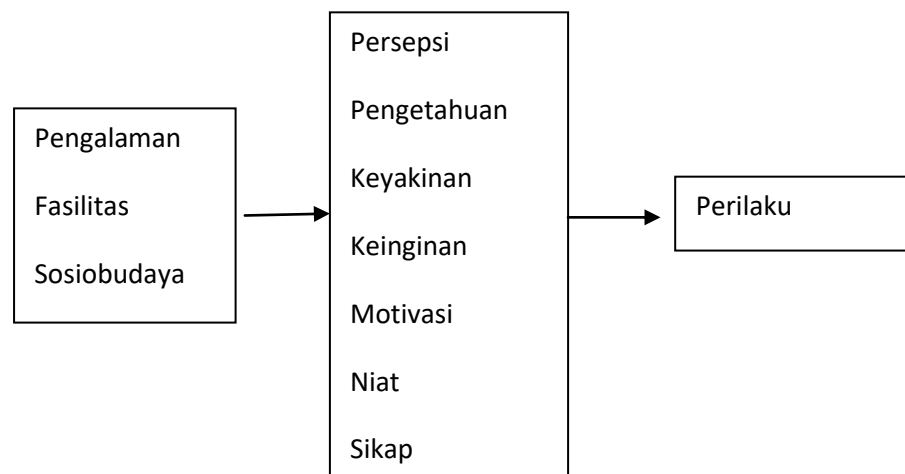 Pengalaman
Fasilitas
Sosiobudaya
Persepsi
Pengetahuan
Keyakinan
Keinginan
Motivasi
Niat
Sikap
Perilaku